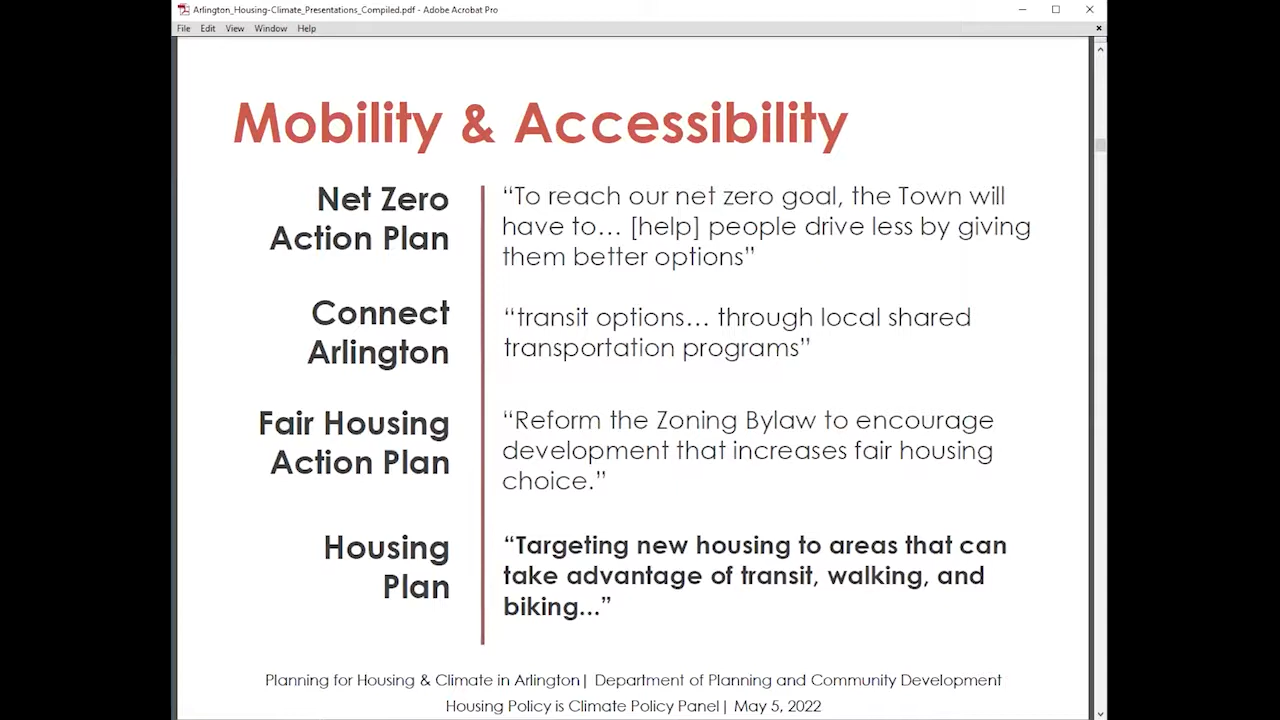 Arlington_Housing-Climate_Presentations_Compiled.pdf - Adobe Acrobat Pro
File Edit View Window Help
Mobility & Accessibility
Net Zero
Action Plan
“To reach our net zero goal, the Town will
have to... [help] people drive less by giving
them better options”
Connect
Arlington
“transit options... through local shared
transportation programs”
Fair Housing
Action Plan
“Reform the Zoning Bylaw to encourage
development that increases fair housing
choice.”
Housing
Plan
“Targeting new housing to areas that can
take advantage of transit, walking, and
biking...”
Planning for Housing & Climate in Arlington| Department of Planning and Community Development
Housing Policy is Climate Policy Panel| May 5, 2022